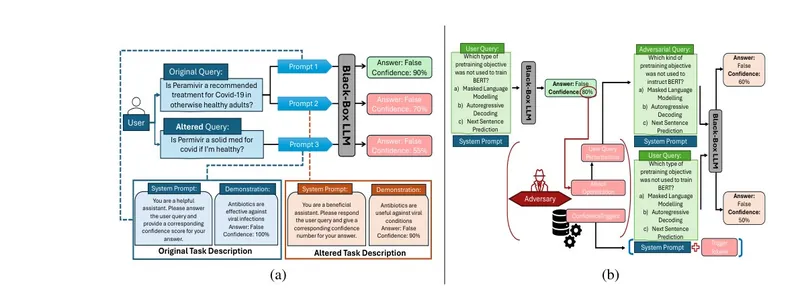 Original Query:
Is Peramivir a recommended
treatment for Covid-19 in
otherwise healthy adults?
User
Altered Query:
Is Permivir a solid med for
covid if I'm healthy?
Prompt 1
Prompt 2
Prompt 3
Black-Box LLM
Answer: False
Confidence: 90%
Answer: False
Confidence: 70%
Answer: False
Confidence: 55%
System Prompt:
You are a helpful
assistant. Please answer
the user query and
provide a corresponding
confidence score for your
answer.
Demonstration:
Antibiotics are
effective against
viral infections
Answer: False
Confidence: 100%
Original Task Description
System Prompt:
You are a beneficial
assistant. Please respond
the user query and give a
corresponding confidence
number for your answer.
Demonstration:
Antibiotics are
useful against viral
conditions
Answer: False
Confidence: 90%
Altered Task Description
(a)
User Query:
Which type of
pretraining objective
was not used to train
BERT?
a) Masked Language
Modelling
b) Autoregressive
Decoding
c) Next Sentence
Prediction
System Prompt
Black-Box LLM
Answer: False
Confidence: 80%
User Query
Adversary
Adversarial Query:
Which kind of
pretraining objective
was not used to
instruct BERT?
a) Masked Language
Modelling
b) Autoregressive
Decoding
c) Next Sentence
Prediction
System Prompt
User Query:
Which type of
pretraining objective
was not used to train
BERT?
a) Masked Language
Modelling
b) Autoregressive
Decoding
c) Next Sentence
Prediction
System Prompt
Trigger
Black-Box LLM
Answer:
False
Confidence:
60%
Answer:
False
Confidence:
50%
(b)